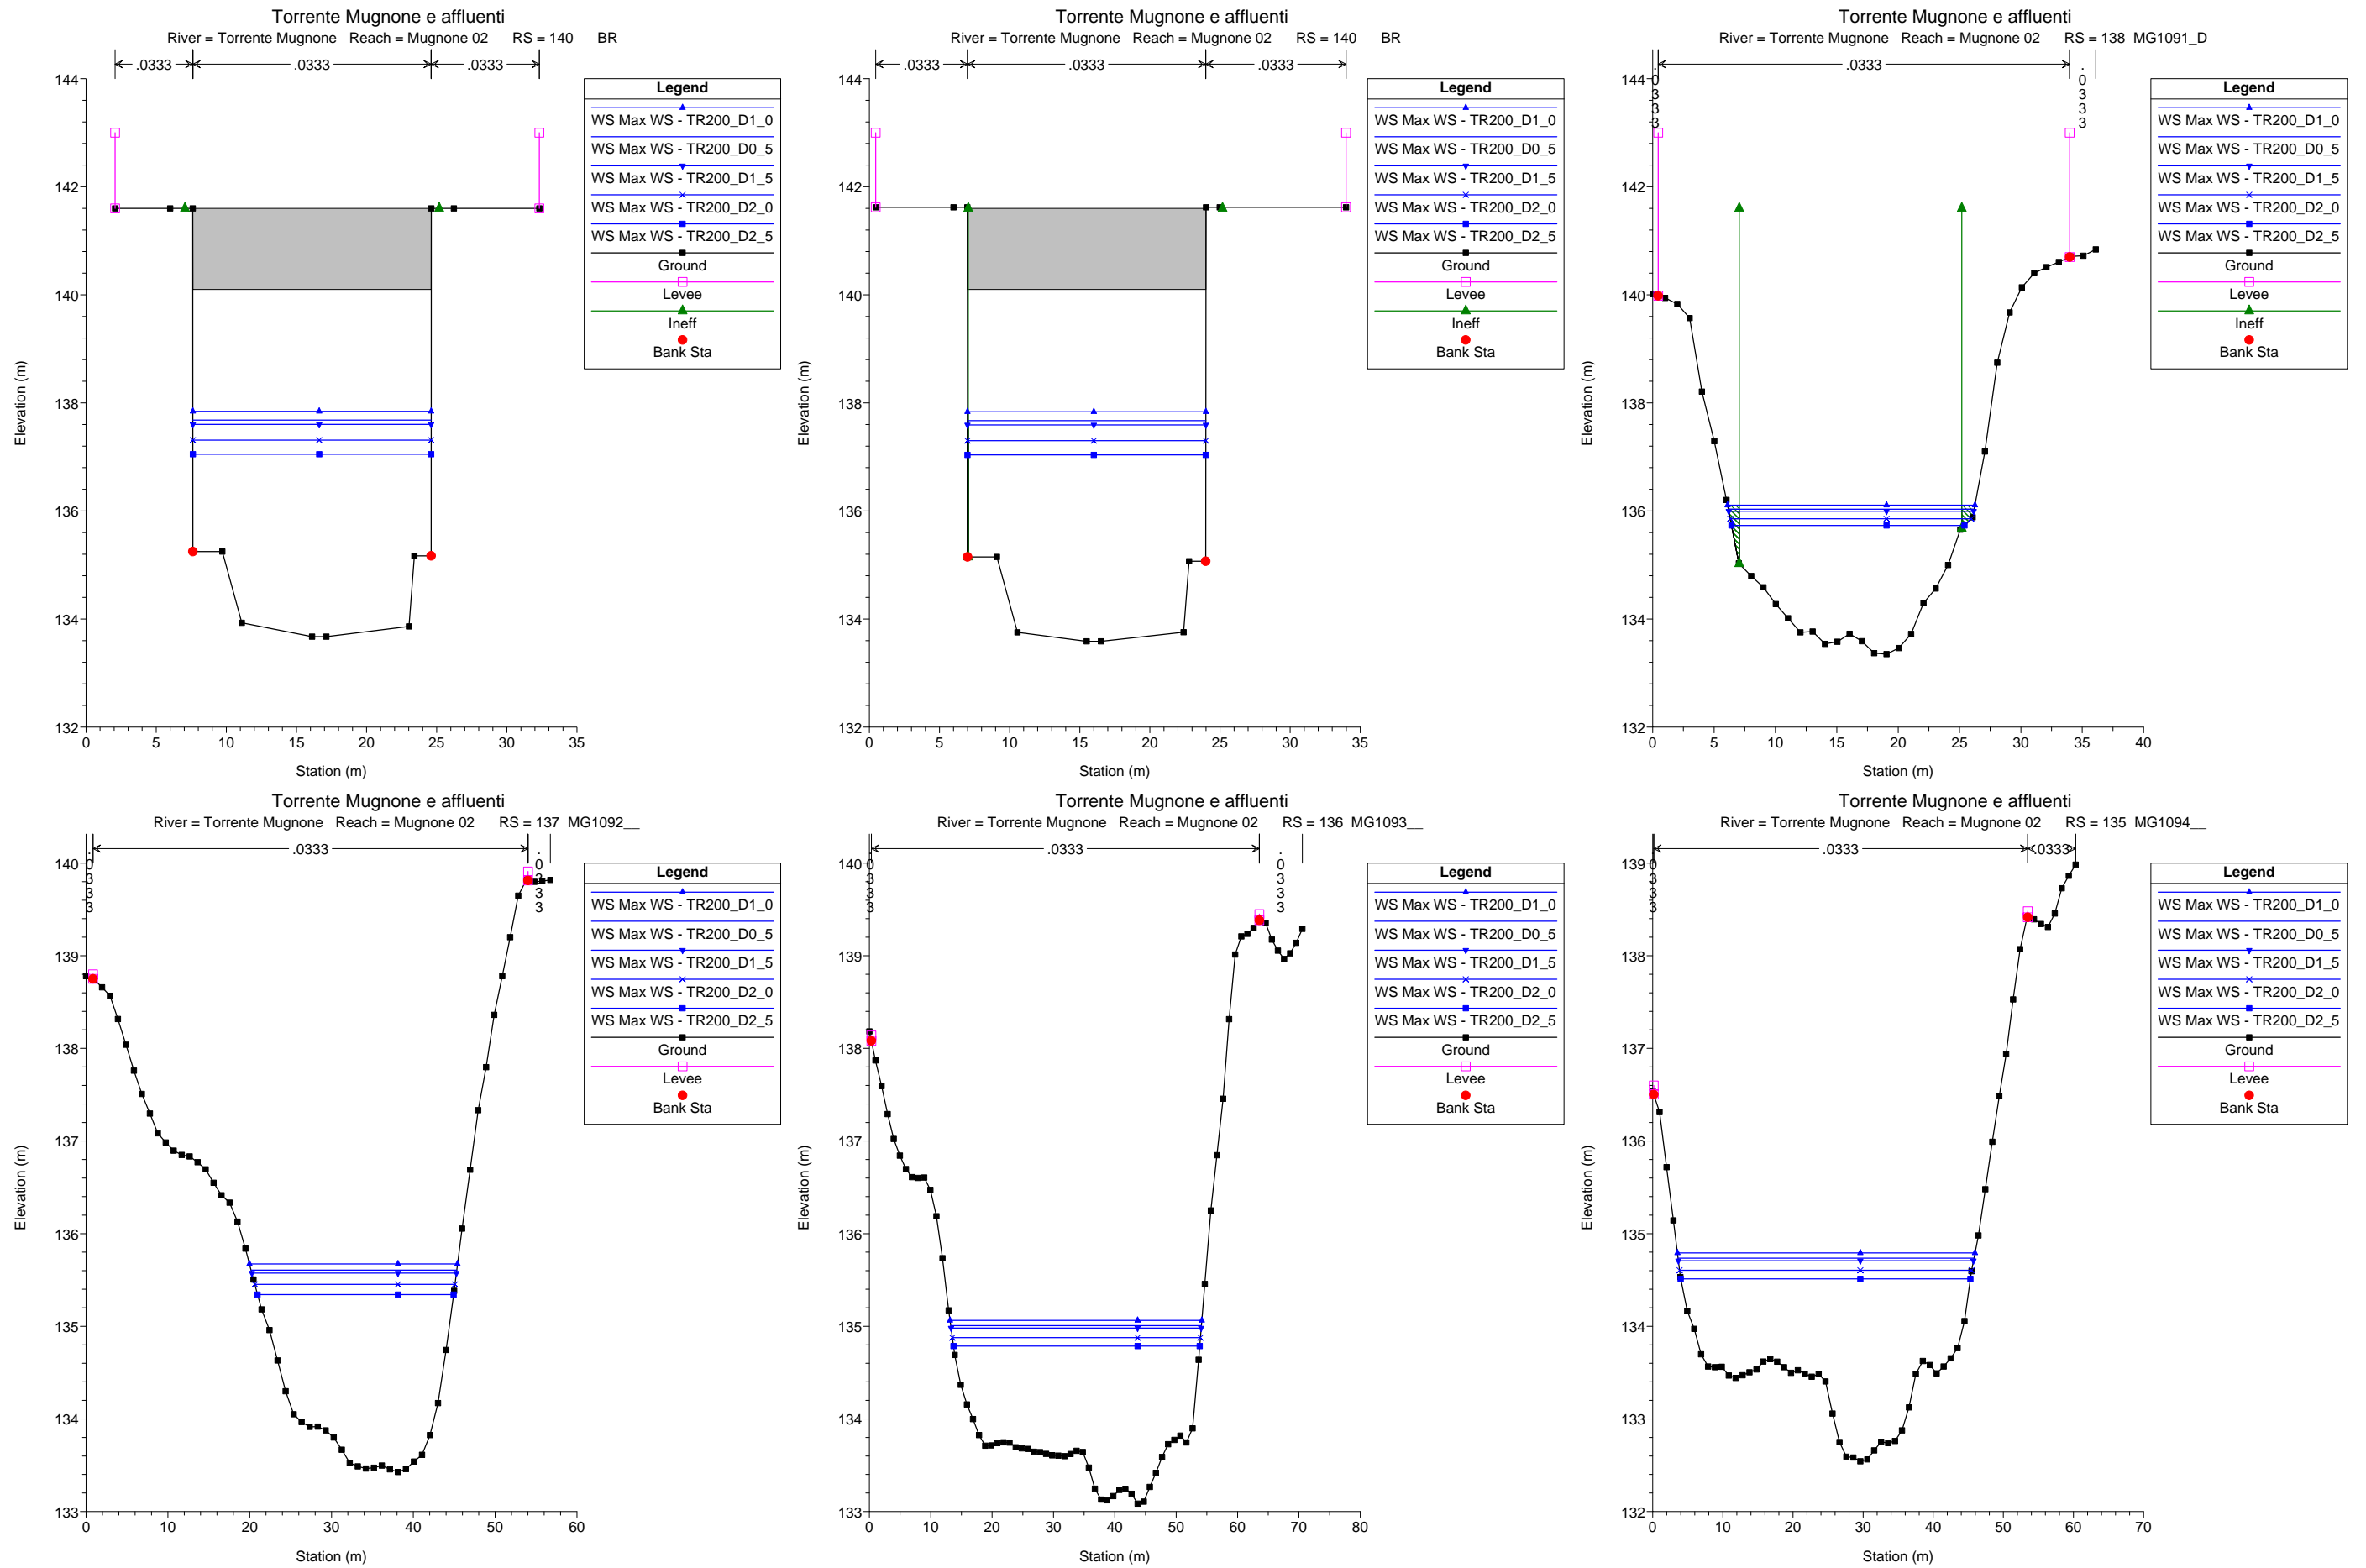 Torrente Mugnone e affluenti
River = Torrente Mugnone Reach = Mugnone 02 RS = 140 BR
.0333 .0333 .0333
144
142
140
138
136
134
132
0 5 10 15 20 25 30 35
Elevation (m)
Station (m)
Legend
WS Max WS - TR200_D1_0
WS Max WS - TR200_D0_5
WS Max WS - TR200_D1_5
WS Max WS - TR200_D2_0
WS Max WS - TR200_D2_5
Ground
Levee
Ineff
Bank Sta
Torrente Mugnone e affluenti
River = Torrente Mugnone Reach = Mugnone 02 RS = 140 BR
.0333 .0333 .0333
144
142
140
138
136
134
132
0 5 10 15 20 25 30 35
Elevation (m)
Station (m)
Legend
WS Max WS - TR200_D1_0
WS Max WS - TR200_D0_5
WS Max WS - TR200_D1_5
WS Max WS - TR200_D2_0
WS Max WS - TR200_D2_5
Ground
Levee
Ineff
Bank Sta
Torrente Mugnone e affluenti
River = Torrente Mugnone Reach = Mugnone 02 RS = 138 MG1091_D
.0333 .0333 .0333
144
142
140
138
136
134
132
0 5 10 15 20 25 30 35 40
Elevation (m)
Station (m)
Legend
WS Max WS - TR200_D1_0
WS Max WS - TR200_D0_5
WS Max WS - TR200_D1_5
WS Max WS - TR200_D2_0
WS Max WS - TR200_D2_5
Ground
Levee
Ineff
Bank Sta
Torrente Mugnone e affluenti
River = Torrente Mugnone Reach = Mugnone 02 RS = 137 MG1092__
.0333 .0333 .0333
140
139
138
137
136
135
134
133
0 10 20 30 40 50 60
Elevation (m)
Station (m)
Legend
WS Max WS - TR200_D1_0
WS Max WS - TR200_D0_5
WS Max WS - TR200_D1_5
WS Max WS - TR200_D2_0
WS Max WS - TR200_D2_5
Ground
Levee
Bank Sta
Torrente Mugnone e affluenti
River = Torrente Mugnone Reach = Mugnone 02 RS = 136 MG1093__
.0333 .0333 .0333
140
139
138
137
136
135
134
133
0 10 20 30 40 50 60 70 80
Elevation (m)
Station (m)
Legend
WS Max WS - TR200_D1_0
WS Max WS - TR200_D0_5
WS Max WS - TR200_D1_5
WS Max WS - TR200_D2_0
WS Max WS - TR200_D2_5
Ground
Levee
Bank Sta
Torrente Mugnone e affluenti
River = Torrente Mugnone Reach = Mugnone 02 RS = 135 MG1094__
.0333 .0333 .0333
139
138
137
136
135
134
133
132
0 10 20 30 40 50 60 70
Elevation (m)
Station (m)
Legend
WS Max WS - TR200_D1_0
WS Max WS - TR200_D0_5
WS Max WS - TR200_D1_5
WS Max WS - TR200_D2_0
WS Max WS - TR200_D2_5
Ground
Levee
Bank Sta